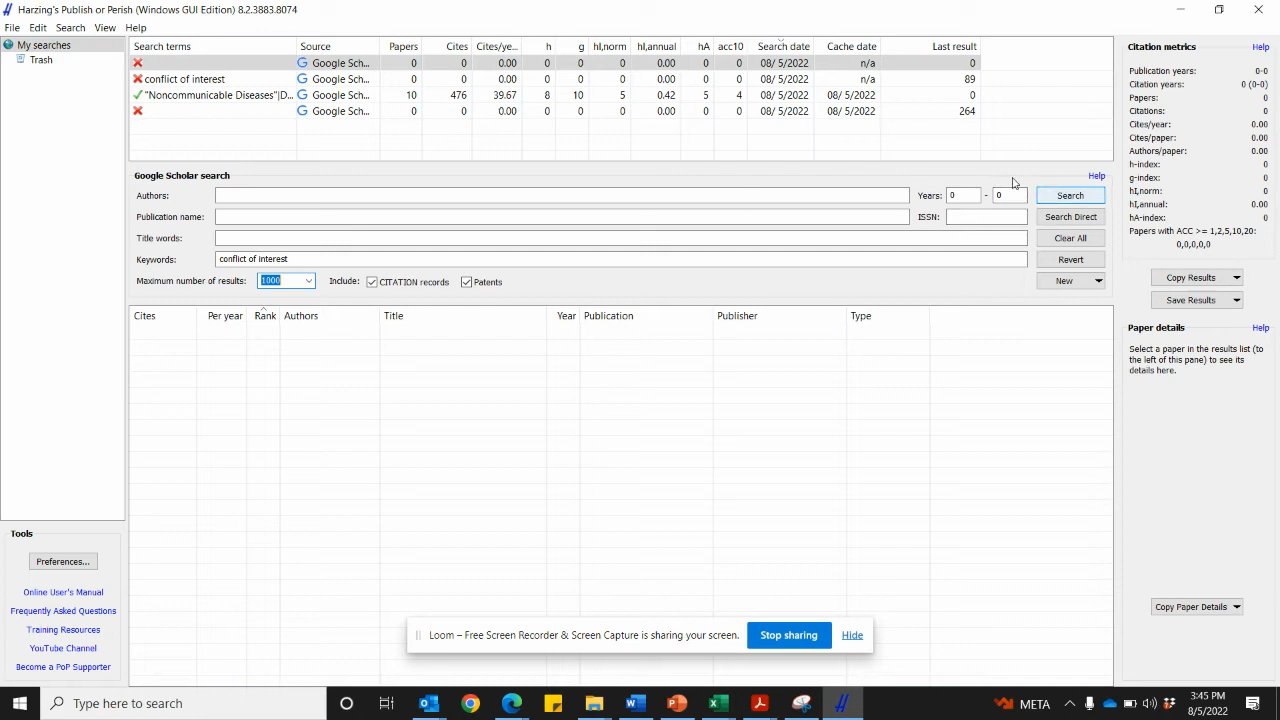 Harzing's Publish or Perish (Windows GUI Edition) 8.2.3883.8074
File Edit Search View Help
My searches
Trash
Search terms Source Papers Cites Cites/ye... h g hI,norm hI,annual hA acc10 Search date Cache date Last result
Google Sch... 0 0 0.00 0 0 0 0.00 0 0 08/ 5/2022 n/a 0
conflict of interest Google Sch... 0 0 0.00 0 0 0 0.00 0 0 08/ 5/2022 n/a 89
"Noncommunicable Diseases"|D... Google Sch... 10 476 39.67 8 10 5 0.42 5 4 08/ 5/2022 08/ 5/2022 0
Google Sch... 0 0 0.00 0 0 0 0.00 0 0 08/ 5/2022 08/ 5/2022 264
Google Scholar search Help
Authors: Years: 0 - 0 Search
Publication name: ISSN: Search Direct
Title words: Clear All
Keywords: conflict of interest Revert
Maximum number of results: 1000 Include: CITATION records Patents New
Cites Per year Rank Authors Title Year Publication Publisher Type
Citation metrics Help
Publication years: 0-0
Citation years: 0 (0-0)
Papers: 0
Citations: 0
Cites/year: 0.00
Cites/paper: 0.00
Authors/paper: 0.00
h-index: 0
g-index: 0
hI,norm: 0
hI,annual: 0.00
hA-index: 0
Papers with ACC >= 1,2,5,10,20:
0,0,0,0,0
Copy Results
Save Results
Paper details Help
Select a paper in the results list (to
the left of this pane) to see its
details here.
Copy Paper Details
Tools
Preferences...
Online User's Manual
Frequently Asked Questions
Training Resources
YouTube Channel
Become a PoP Supporter
Loom – Free Screen Recorder & Screen Capture is sharing your screen. Stop sharing Hide
Type here to search
META
3:45 PM
8/5/2022